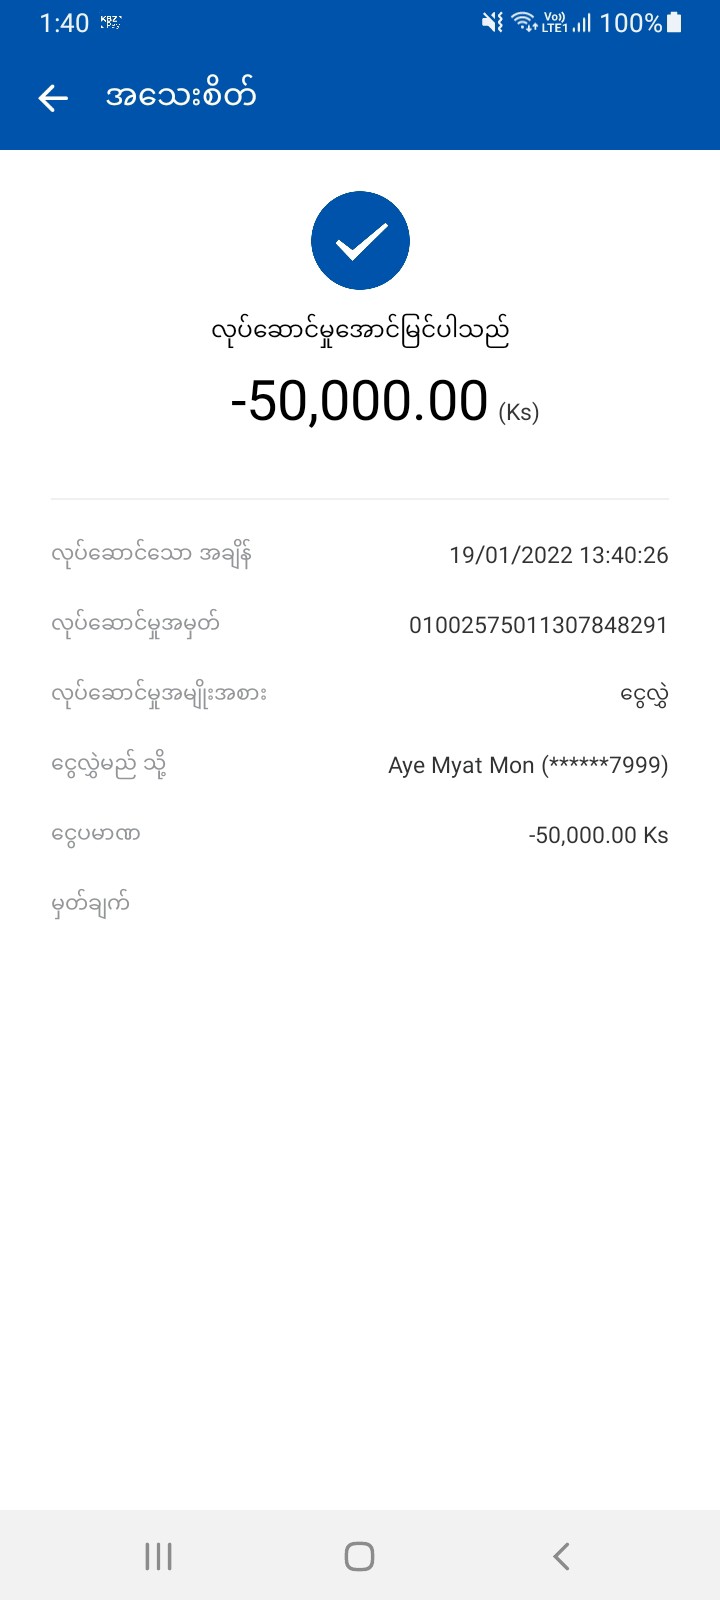 1:40 KBZ Pay Vo)) LTE1 100%
အသေးစိတ်
လုပ်ဆောင်မှုအောင်မြင်ပါသည်
-50,000.00 (Ks)
လုပ်ဆောင်သော အချိန် 19/01/2022 13:40:26
လုပ်ဆောင်မှုအမှတ် 01002575011307848291
လုပ်ဆောင်မှုအမျိုးအစား ငွေလွှဲ
ငွေလွှဲမည် သို့ Aye Myat Mon (******7999)
ငွေပမာဏ -50,000.00 Ks
မှတ်ချက်